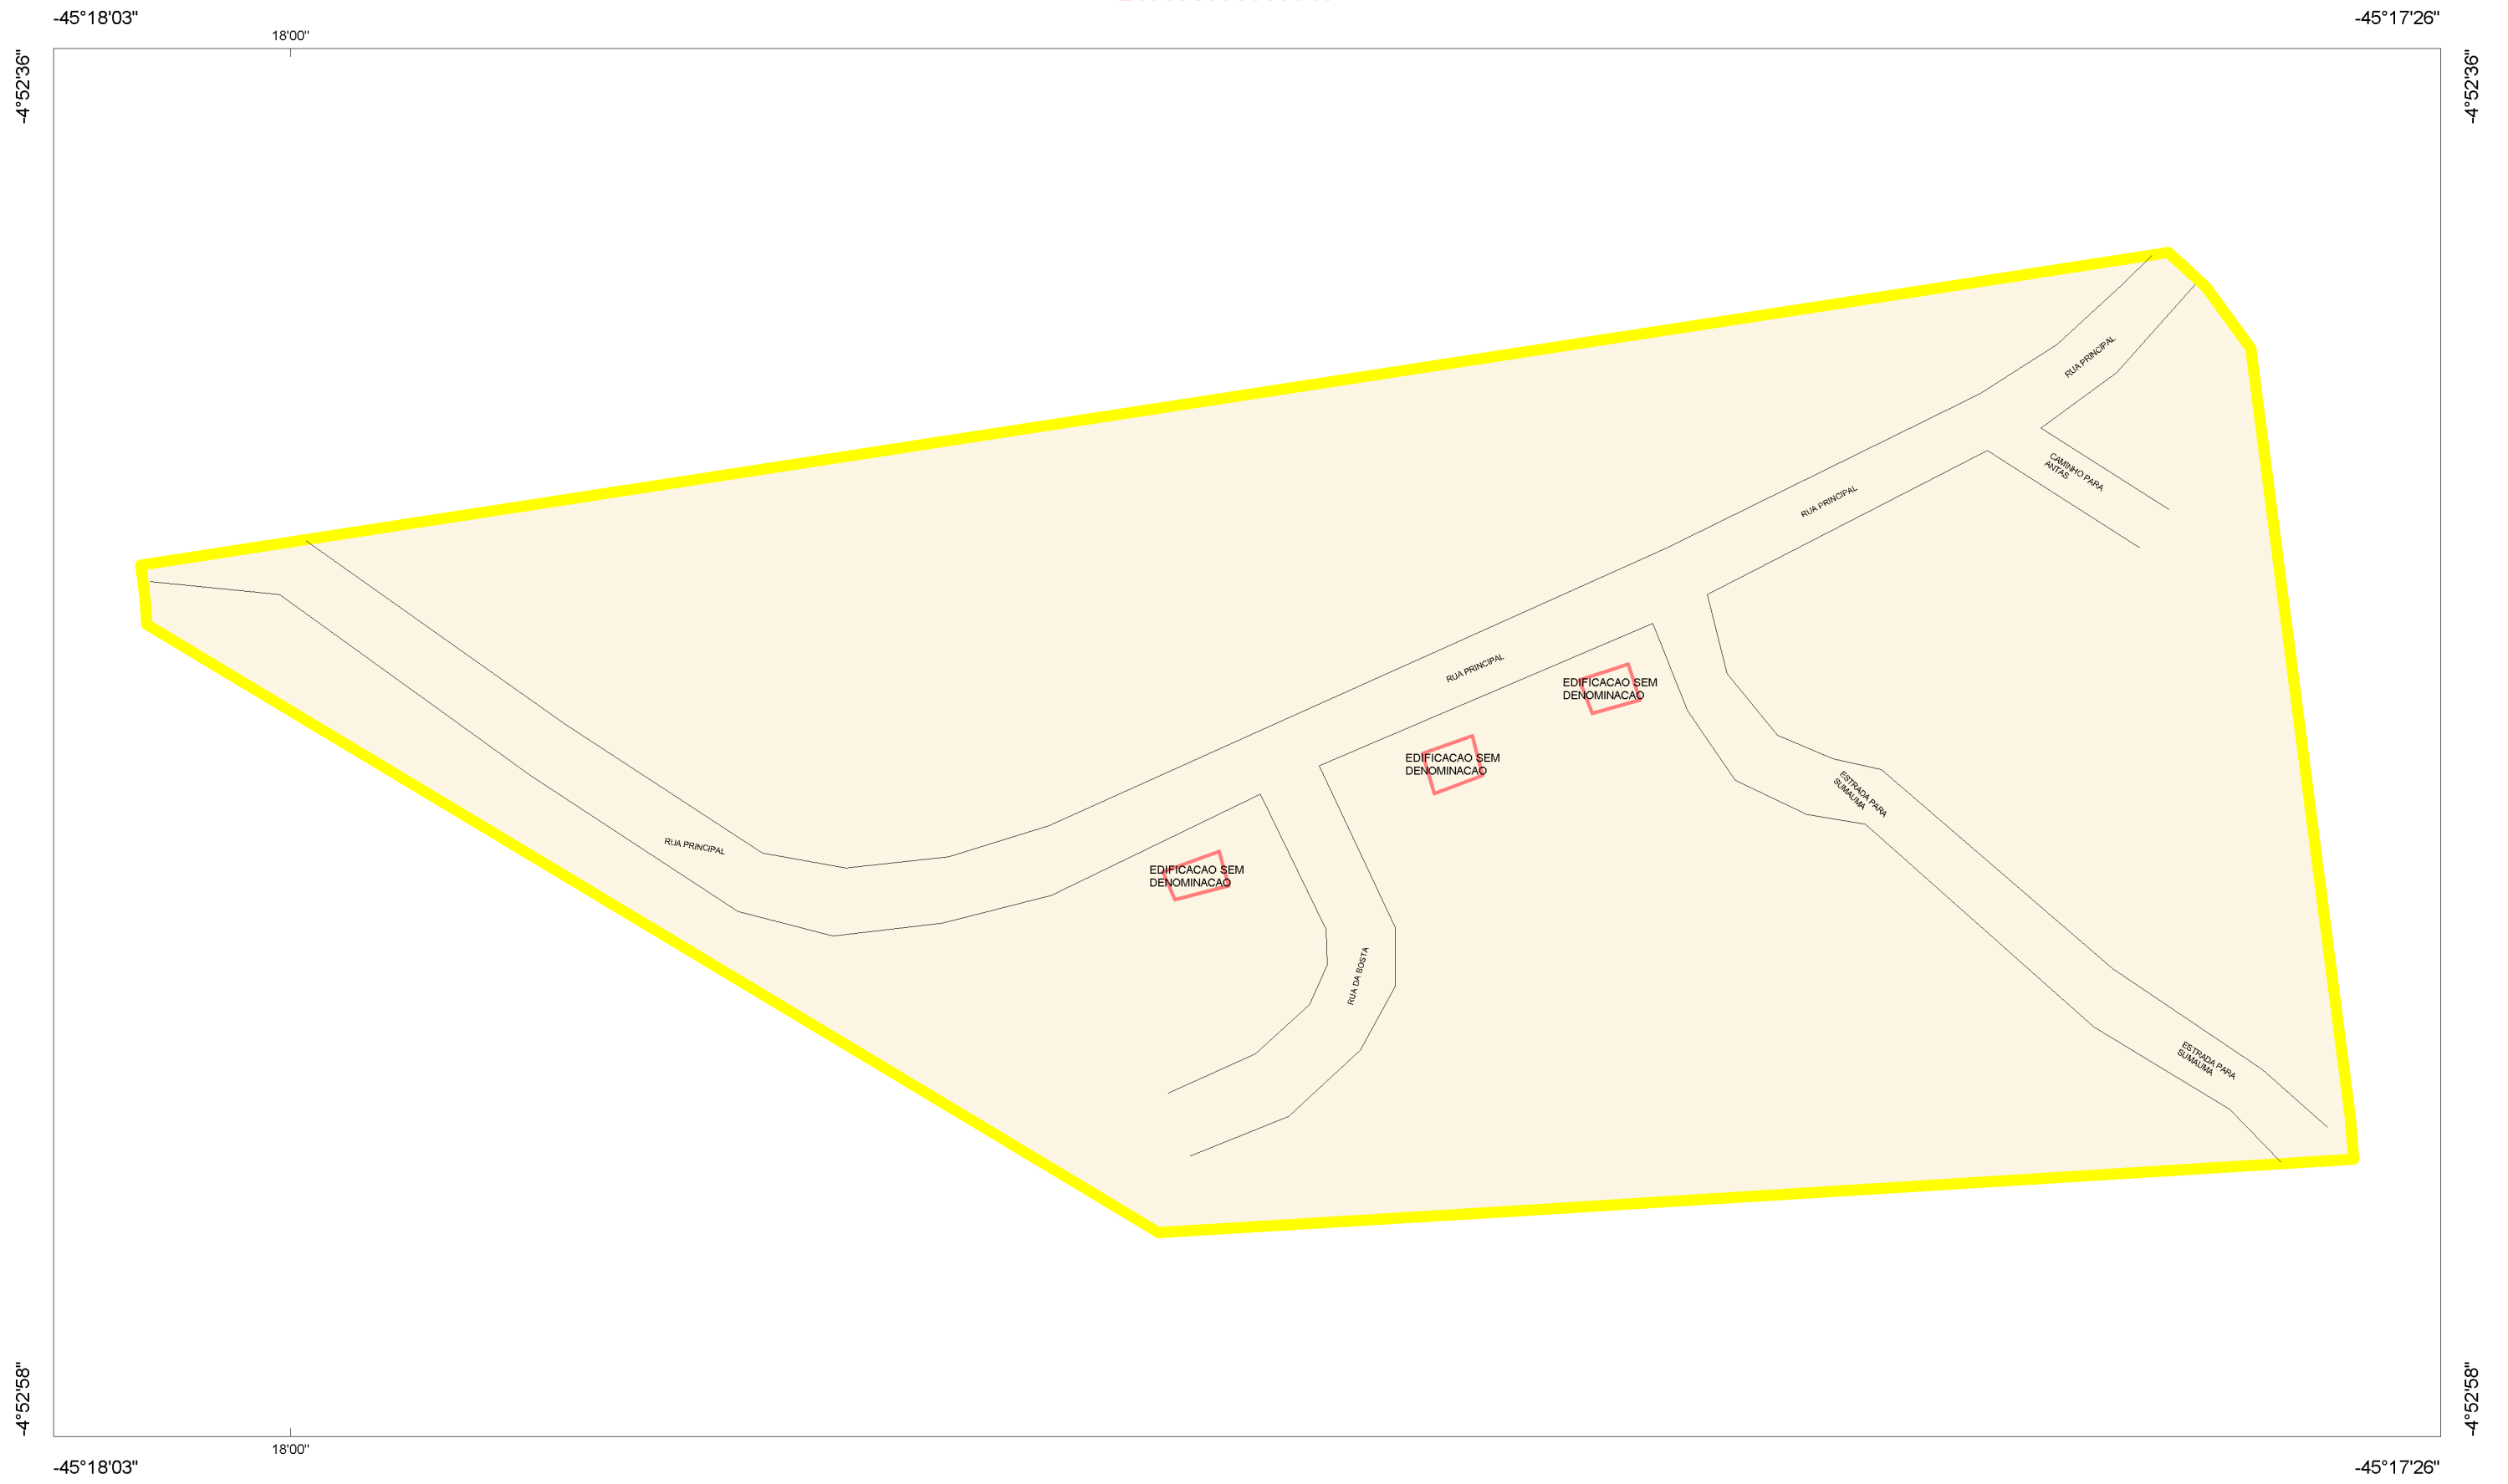 -45°18'03"
-45°17'26"
18'00"
-4°52'36"
-4°52'36"
RUA PRINCIPAL
CAMINHO PARA
ANTAS
RUA PRINCIPAL
RUA PRINCIPAL
EDIFICACAO SEM
DENOMINACAO
EDIFICACAO SEM
DENOMINACAO
ESTRADA PARA
SUMAUMA
RUA PRINCIPAL
EDIFICACAO SEM
DENOMINACAO
RUA DA BOSTA
ESTRADA PARA
SUMAUMA
-4°52'58"
-4°52'58"
18'00"
-45°18'03"
-45°17'26"